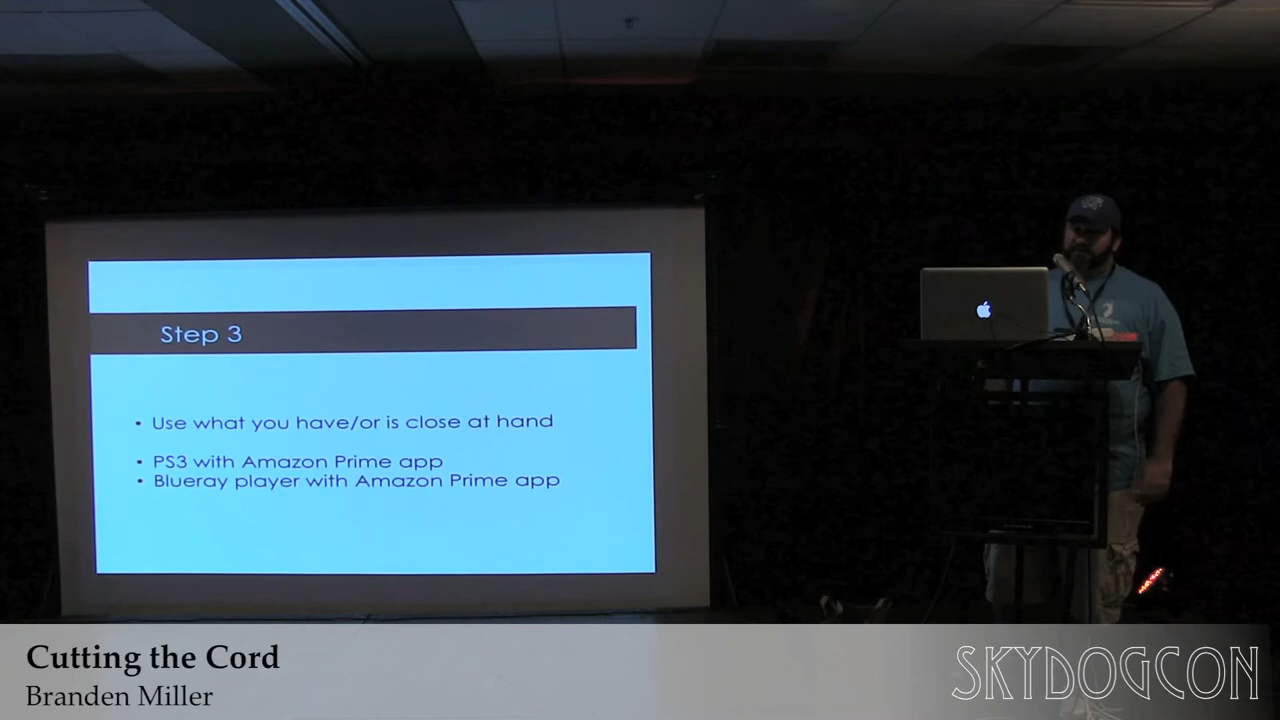 Step 3
• Use what you have/or is close at hand
• PS3 with Amazon Prime app
• Blueray player with Amazon Prime app
Cutting the Cord
Branden Miller
SKYDOGCON